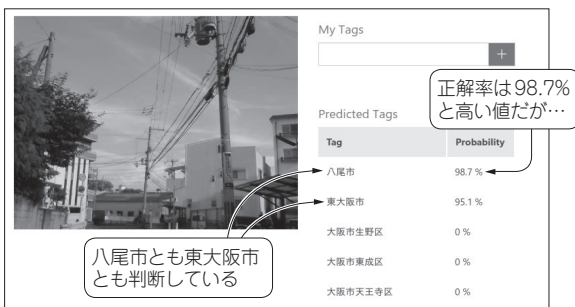 My Tags
+
正解率は98.7%
と高い値だが…
Predicted Tags
Tag Probability
八尾市 98.7 %
東大阪市 95.1 %
大阪市生野区 0 %
大阪市東成区 0 %
大阪市天王寺区 0 %
八尾市とも東大阪市
とも判断している